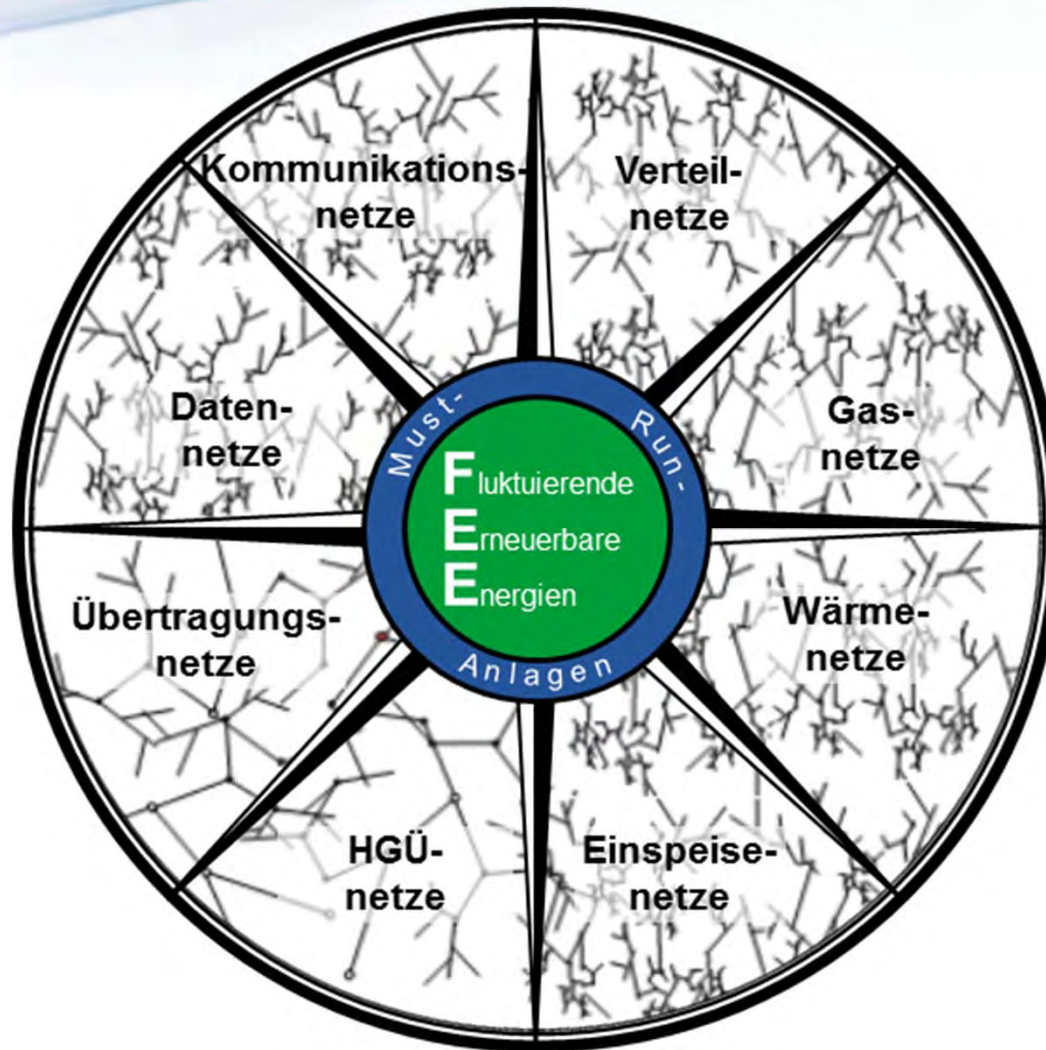 Kommunikations-
netze
Verteil-
netze
Daten-
netze
Gas-
netze
Must-
Run-
Anlagen
Fluktuierende
Erneuerbare
Energien
Übertragungs-
netze
Wärme-
netze
HGÜ-
netze
Einspeise-
netze